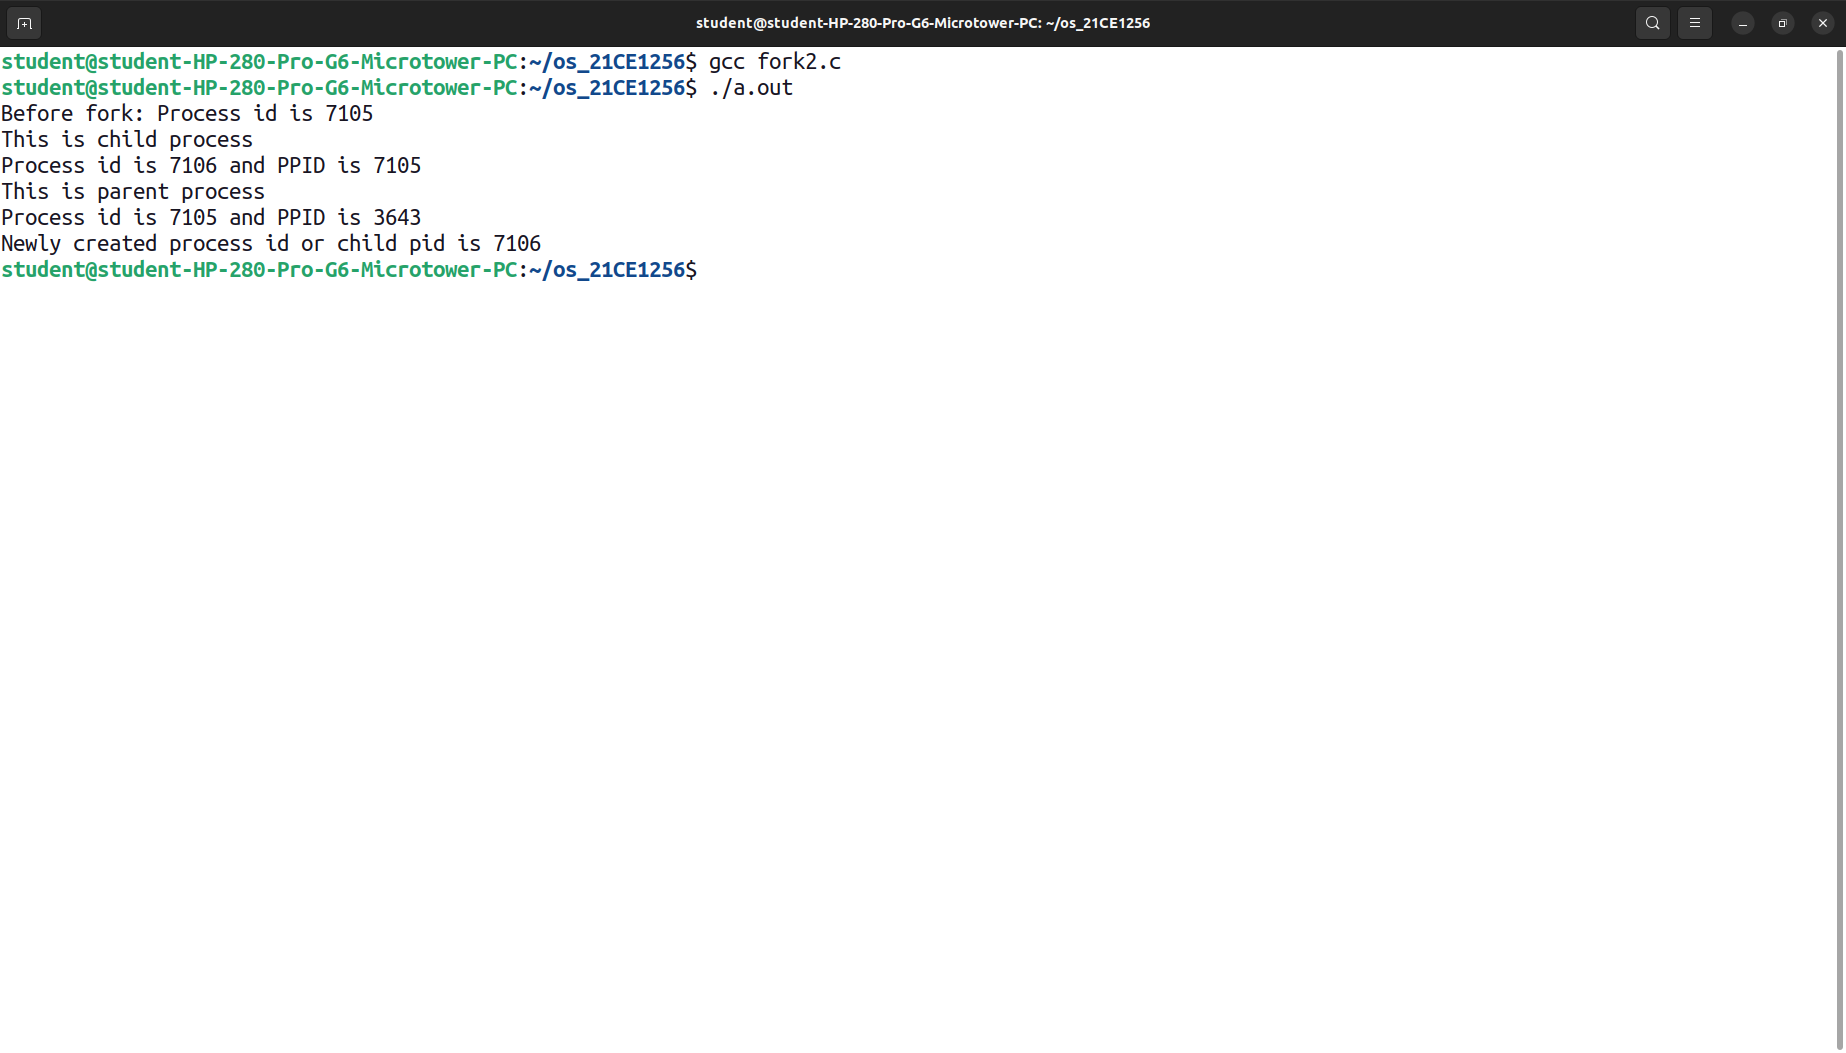 student@student-HP-280-Pro-G6-Microtower-PC: ~/os_21CE1256
student@student-HP-280-Pro-G6-Microtower-PC:~/os_21CE1256$ gcc fork2.c
student@student-HP-280-Pro-G6-Microtower-PC:~/os_21CE1256$ ./a.out
Before fork: Process id is 7105
This is child process
Process id is 7106 and PPID is 7105
This is parent process
Process id is 7105 and PPID is 3643
Newly created process id or child pid is 7106
student@student-HP-280-Pro-G6-Microtower-PC:~/os_21CE1256$